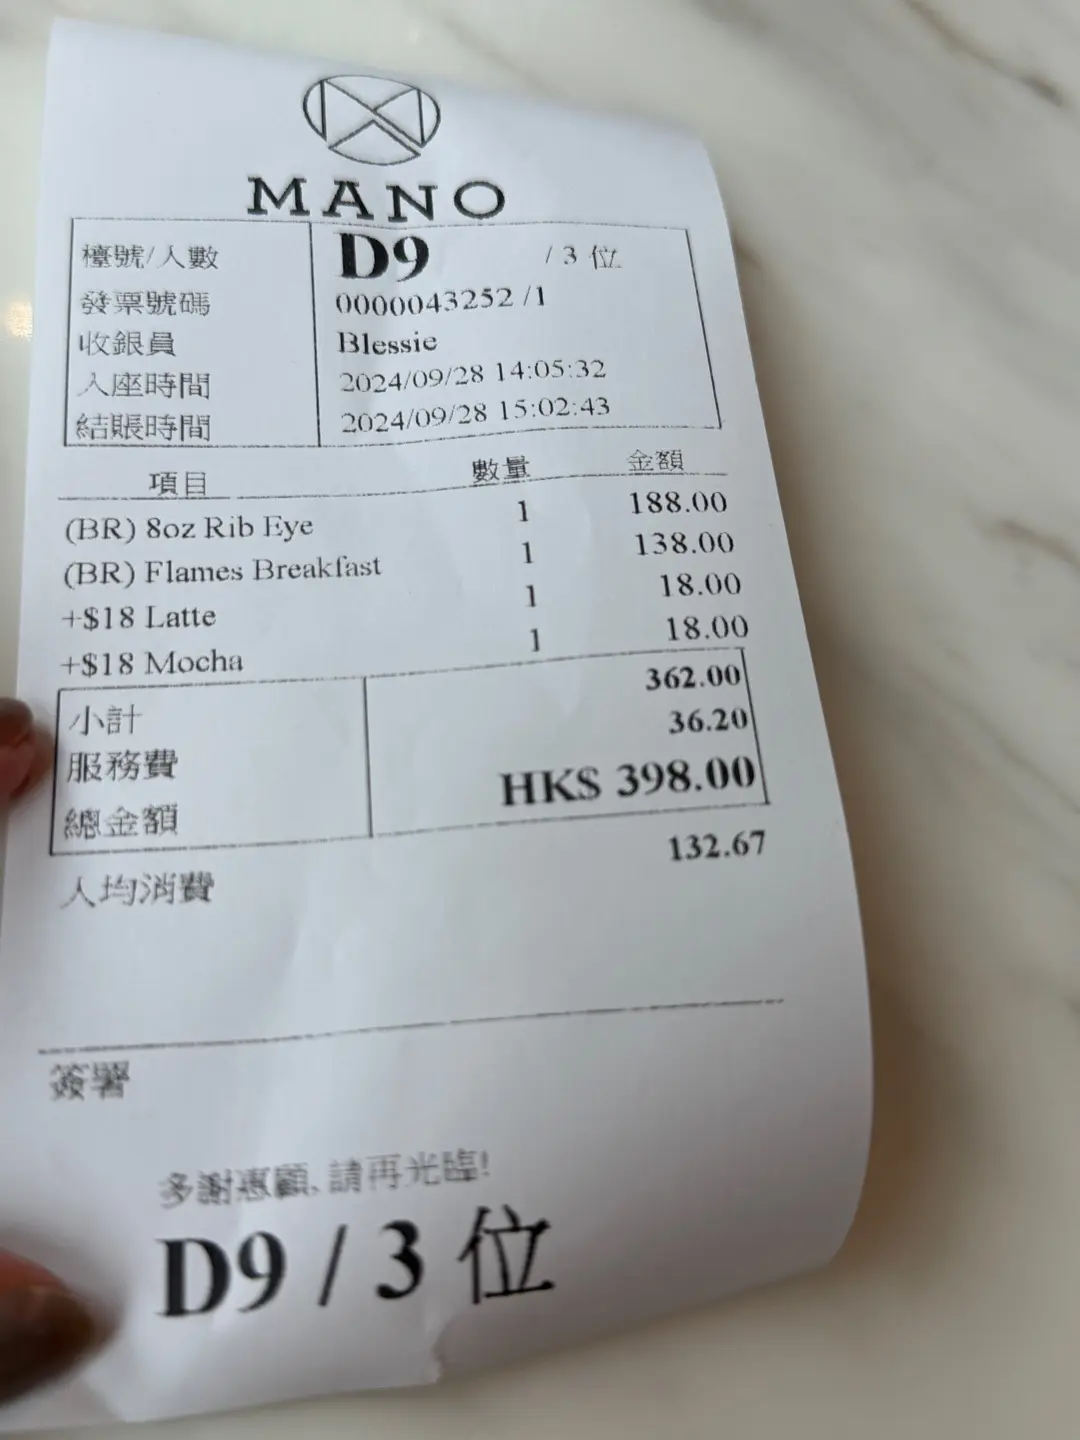 MANO
檯號/人數 D9 / 3 位
發票號碼 0000043252 /1
收銀員 Blessie
入座時間 2024/09/28 14:05:32
結賬時間 2024/09/28 15:02:43
項目 數量 金額
(BR) 8oz Rib Eye 1 188.00
(BR) Flames Breakfast 1 138.00
+$18 Latte 1 18.00
+$18 Mocha 1 18.00
小計 362.00
服務費 36.20
總金額 HK$ 398.00
人均消費 132.67
簽署
多謝惠顧, 請再光臨!
D9 / 3 位